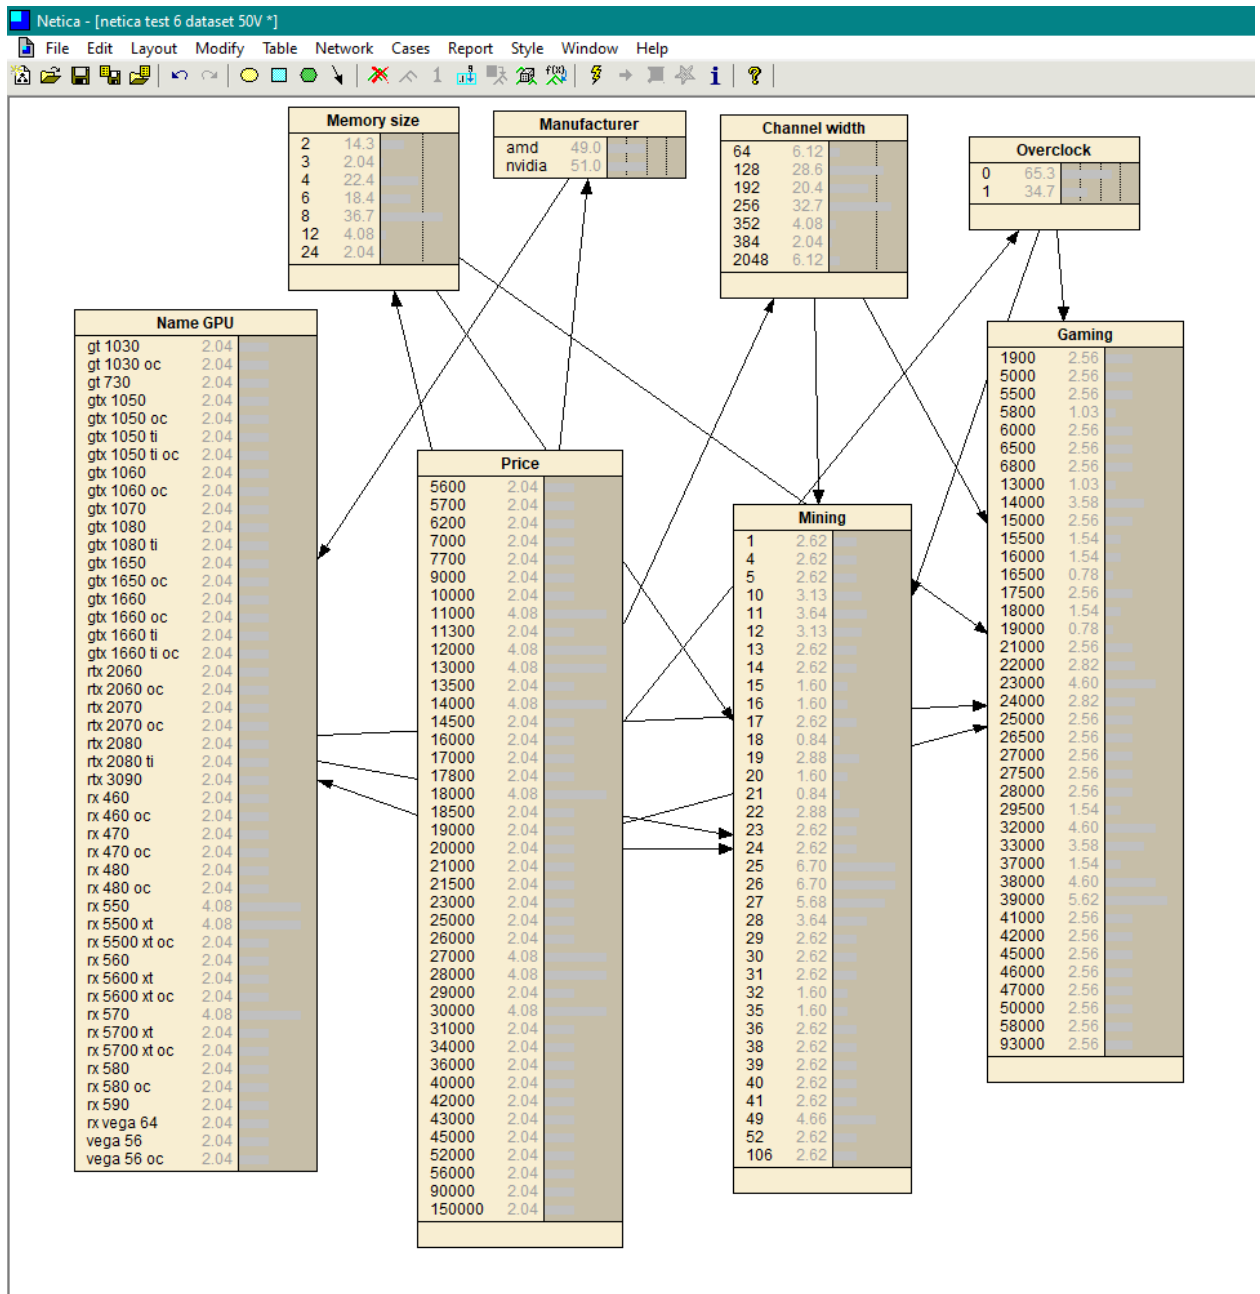 Netica - [netica test 6 dataset 50V *]
File Edit Layout Modify Table Network Cases Report Style Window Help
1 f(x) i ?
Memory size
2 14.3
3 2.04
4 22.4
6 18.4
8 36.7
12 4.08
24 2.04
Manufacturer
amd 49.0
nvidia 51.0
Channel width
64 6.12
128 28.6
192 20.4
256 32.7
352 4.08
384 2.04
2048 6.12
Overclock
0 65.3
1 34.7
Name GPU
gt 1030 2.04
gt 1030 oc 2.04
gt 730 2.04
gtx 1050 2.04
gtx 1050 oc 2.04
gtx 1050 ti 2.04
gtx 1050 ti oc 2.04
gtx 1060 2.04
gtx 1060 oc 2.04
gtx 1070 2.04
gtx 1080 2.04
gtx 1080 ti 2.04
gtx 1650 2.04
gtx 1650 oc 2.04
gtx 1660 2.04
gtx 1660 oc 2.04
gtx 1660 ti 2.04
gtx 1660 ti oc 2.04
rtx 2060 2.04
rtx 2060 oc 2.04
rtx 2070 2.04
rtx 2070 oc 2.04
rtx 2080 2.04
rtx 2080 ti 2.04
rtx 3090 2.04
rx 460 2.04
rx 460 oc 2.04
rx 470 2.04
rx 470 oc 2.04
rx 480 2.04
rx 480 oc 2.04
rx 550 4.08
rx 5500 xt 4.08
rx 5500 xt oc 2.04
rx 560 2.04
rx 5600 xt 2.04
rx 5600 xt oc 2.04
rx 570 4.08
rx 5700 xt 2.04
rx 5700 xt oc 2.04
rx 580 2.04
rx 580 oc 2.04
rx 590 2.04
rx vega 64 2.04
vega 56 2.04
vega 56 oc 2.04
Price
5600 2.04
5700 2.04
6200 2.04
7000 2.04
7700 2.04
9000 2.04
10000 2.04
11000 4.08
11300 2.04
12000 4.08
13000 4.08
13500 2.04
14000 4.08
14500 2.04
16000 2.04
17000 2.04
17800 2.04
18000 4.08
18500 2.04
19000 2.04
20000 2.04
21000 2.04
21500 2.04
23000 2.04
25000 2.04
26000 2.04
27000 4.08
28000 4.08
29000 2.04
30000 4.08
31000 2.04
34000 2.04
36000 2.04
40000 2.04
42000 2.04
43000 2.04
45000 2.04
52000 2.04
56000 2.04
90000 2.04
150000 2.04
Mining
1 2.62
4 2.62
5 2.62
10 3.13
11 3.64
12 3.13
13 2.62
14 2.62
15 1.60
16 1.60
17 2.62
18 0.84
19 2.88
20 1.60
21 0.84
22 2.88
23 2.62
24 2.62
25 6.70
26 6.70
27 5.68
28 3.64
29 2.62
30 2.62
31 2.62
32 1.60
35 1.60
36 2.62
38 2.62
39 2.62
40 2.62
41 2.62
49 4.66
52 2.62
106 2.62
Gaming
1900 2.56
5000 2.56
5500 2.56
5800 1.03
6000 2.56
6500 2.56
6800 2.56
13000 1.03
14000 3.58
15000 2.56
15500 1.54
16000 1.54
16500 0.78
17500 2.56
18000 1.54
19000 0.78
21000 2.56
22000 2.82
23000 4.60
24000 2.82
25000 2.56
26500 2.56
27000 2.56
27500 2.56
28000 2.56
29500 1.54
32000 4.60
33000 3.58
37000 1.54
38000 4.60
39000 5.62
41000 2.56
42000 2.56
45000 2.56
46000 2.56
47000 2.56
50000 2.56
58000 2.56
93000 2.56